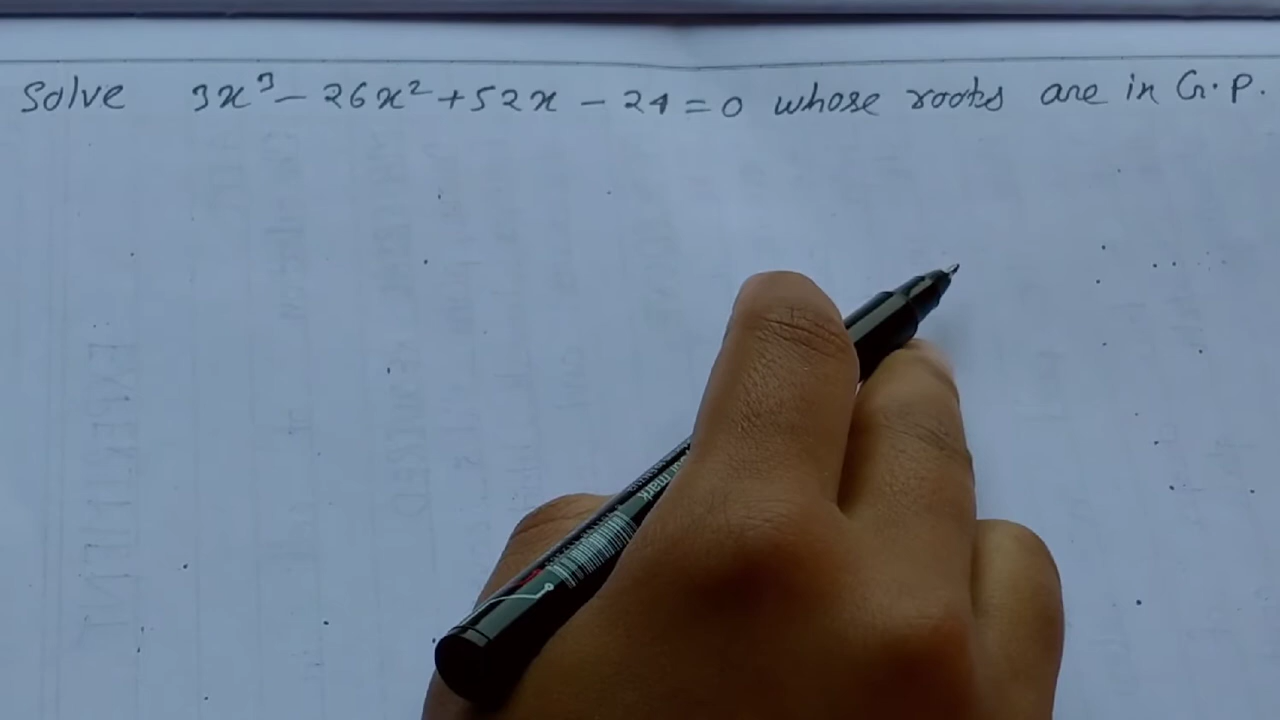 Solve 3x³ - 26x² + 52x - 24 = 0 whose roots are in G.P.